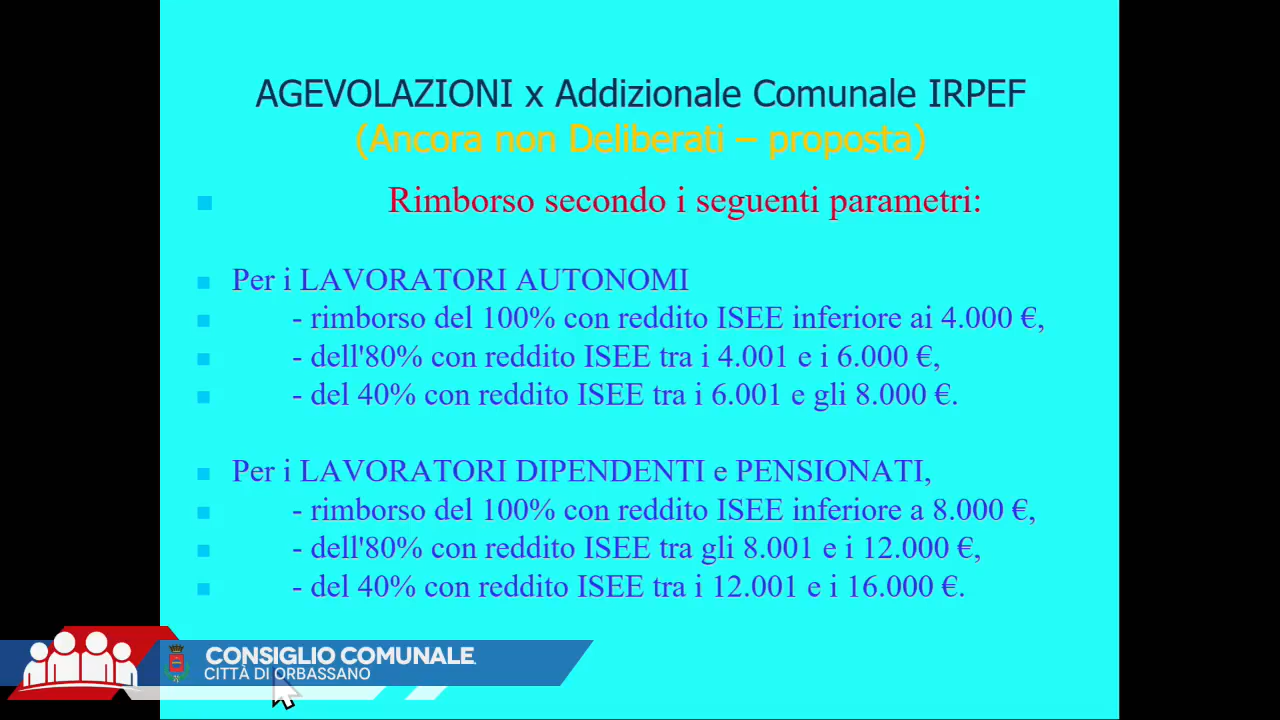 AGEVOLAZIONI x Addizionale Comunale IRPEF
(Ancora non Deliberati – proposta)
Rimborso secondo i seguenti parametri:
Per i LAVORATORI AUTONOMI
- rimborso del 100% con reddito ISEE inferiore ai 4.000 €,
- dell'80% con reddito ISEE tra i 4.001 e i 6.000 €,
- del 40% con reddito ISEE tra i 6.001 e gli 8.000 €.
Per i LAVORATORI DIPENDENTI e PENSIONATI,
- rimborso del 100% con reddito ISEE inferiore a 8.000 €,
- dell'80% con reddito ISEE tra gli 8.001 e i 12.000 €,
- del 40% con reddito ISEE tra i 12.001 e i 16.000 €.
CONSIGLIO COMUNALE
CITTÀ DI ORBASSANO